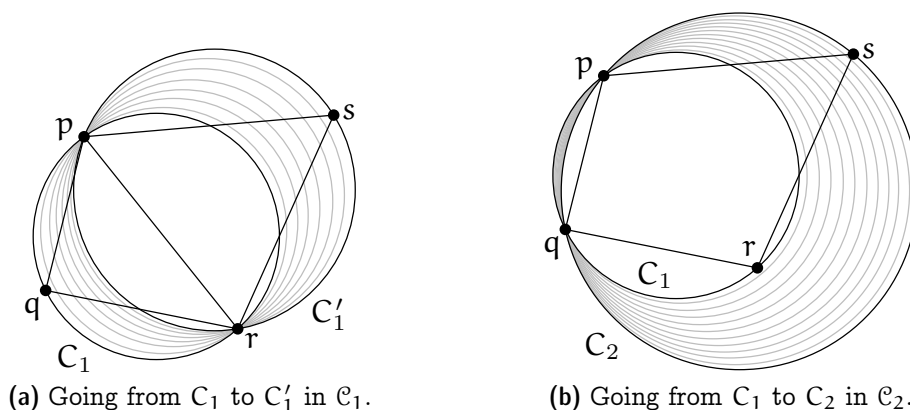 p
s
q
r
C₁
C₁′
(a) Going from C₁ to C₁′ in 𝒞₁.
p
s
q
r
C₁
C₂
(b) Going from C₁ to C₂ in 𝒞₂.